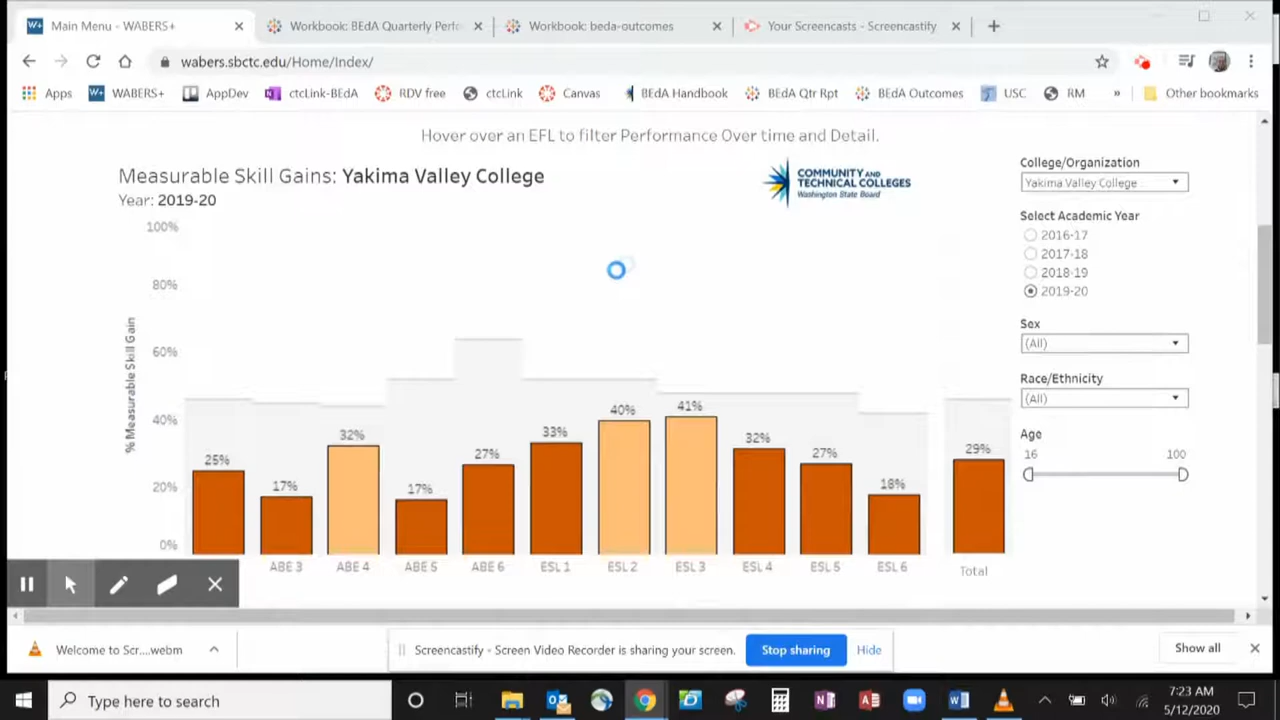 Main Menu - WABERS+
Workbook: BEdA Quarterly Perfo
Workbook: beda-outcomes
Your Screencasts - Screencastify
wabers.sbctc.edu/Home/Index/
Apps WABERS+ AppDev ctcLink-BEdA RDV free ctcLink Canvas BEdA Handbook BEdA Qtr Rpt BEdA Outcomes USC RM » Other bookmarks
Hover over an EFL to filter Performance Over time and Detail.
Measurable Skill Gains: Yakima Valley College
Year: 2019-20
COMMUNITY AND
TECHNICAL COLLEGES
Washington State Board
College/Organization
Yakima Valley College
Select Academic Year
2016-17
2017-18
2018-19
2019-20
Sex
(All)
Race/Ethnicity
(All)
Age
16 100
% Measurable Skill Gain
100%
80%
60%
40%
20%
0%
25% 17% 32% 17% 27% 33% 40% 41% 32% 27% 18% 29%
ABE 3 ABE 4 ABE 5 ABE 6 ESL 1 ESL 2 ESL 3 ESL 4 ESL 5 ESL 6 Total
Welcome to Scr....webm
Screencastify - Screen Video Recorder is sharing your screen.
Stop sharing
Hide
Show all
Type here to search
7:23 AM
5/12/2020